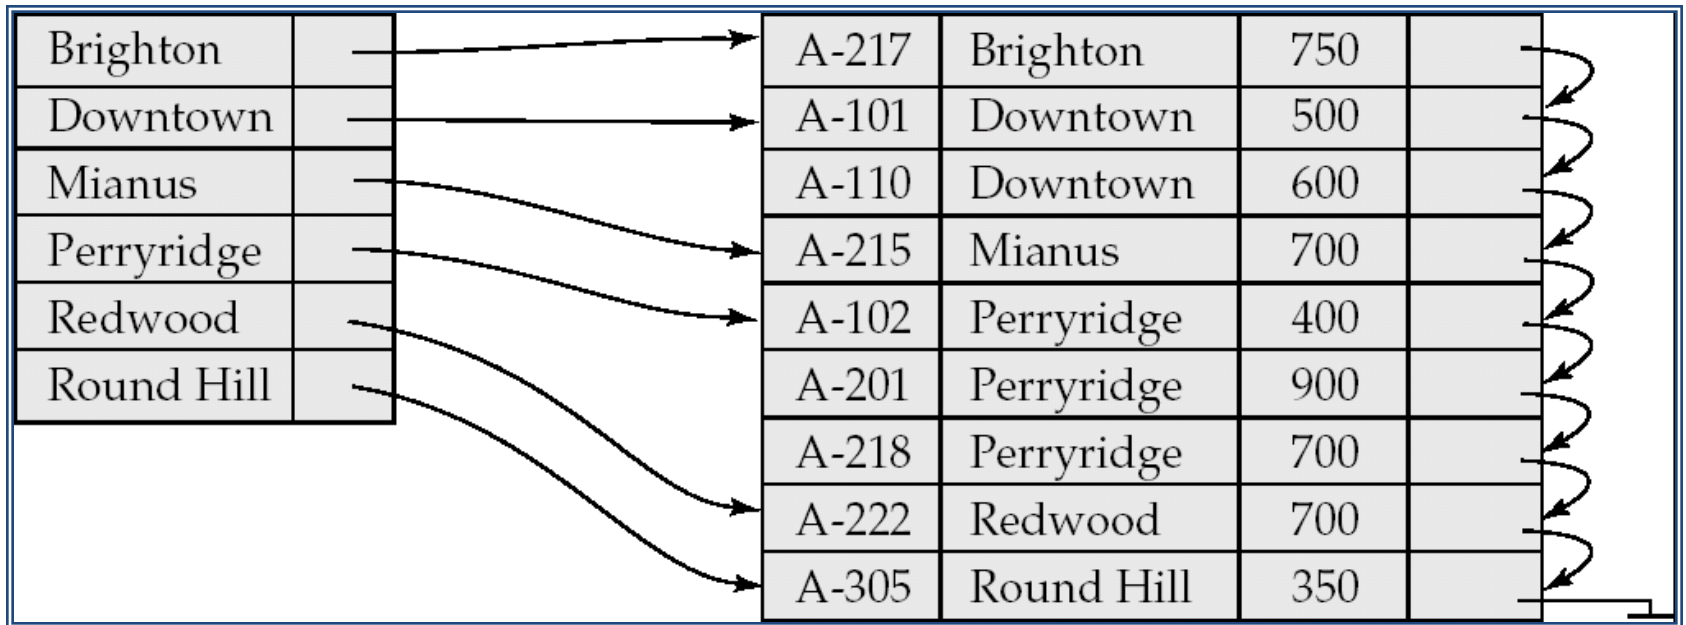 Brighton
Downtown
Mianus
Perryridge
Redwood
Round Hill
A-217 Brighton 750
A-101 Downtown 500
A-110 Downtown 600
A-215 Mianus 700
A-102 Perryridge 400
A-201 Perryridge 900
A-218 Perryridge 700
A-222 Redwood 700
A-305 Round Hill 350